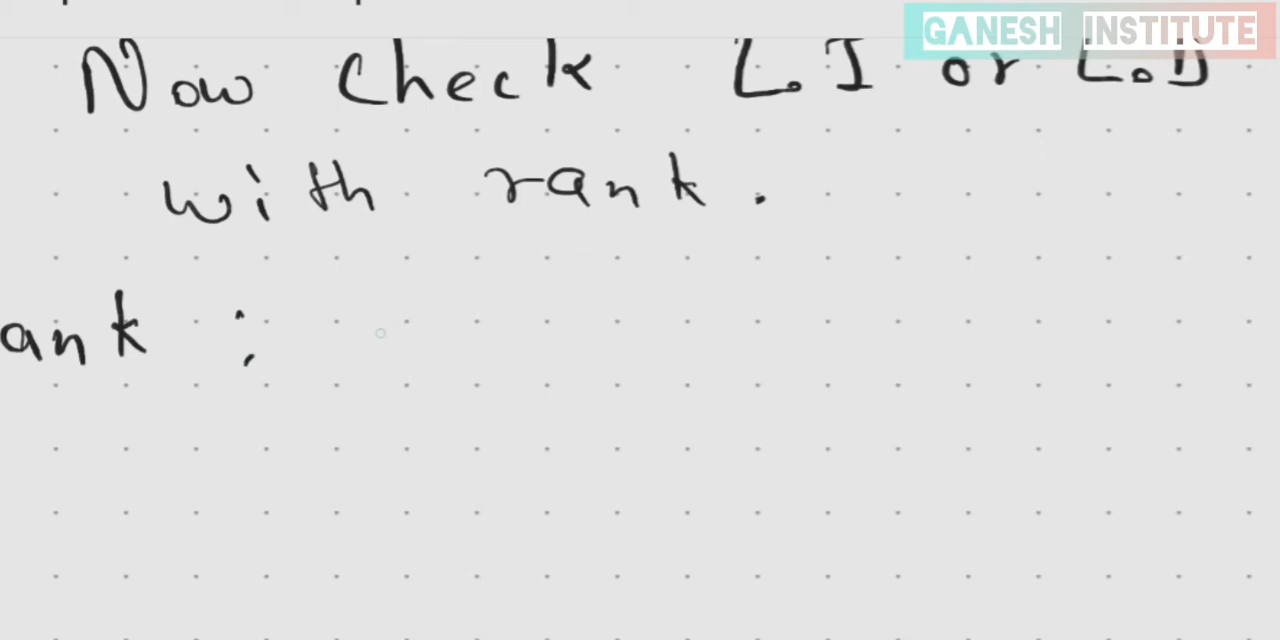 GANESH INSTITUTE
Now check L.I or L.D
with rank.
ank :